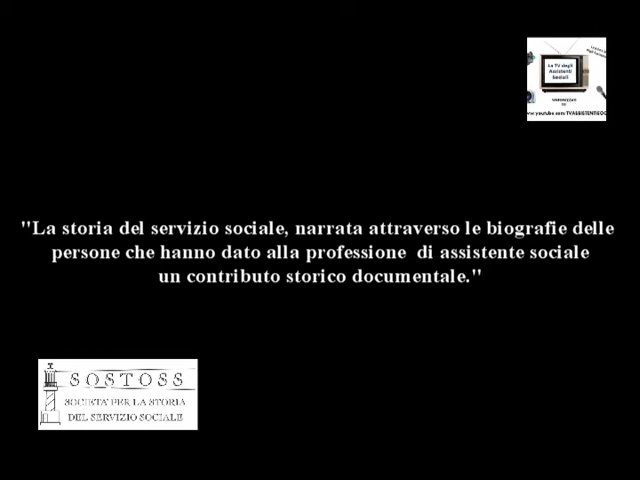 La TV degli
Assistenti
Sociali
"La storia del servizio sociale, narrata attraverso le biografie delle
persone che hanno dato alla professione di assistente sociale
un contributo storico documentale."
SOSTOSS
SOCIETA' PER LA STORIA
DEL SERVIZIO SOCIALE